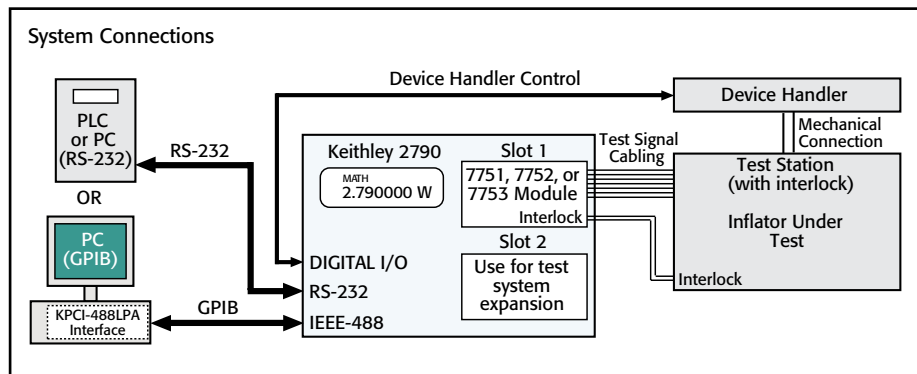 System Connections
Device Handler Control
Device Handler
Mechanical
Connection
PLC
or PC
(RS-232)
RS-232
OR
PC
(GPIB)
KPCI-488LPA
Interface
GPIB
Keithley 2790
MATH
2.790000 W
DIGITAL I/O
RS-232
IEEE-488
Slot 1
7751, 7752, or
7753 Module
Interlock
Slot 2
Use for test
system
expansion
Test Signal
Cabling
Test Station
(with interlock)
Inflator Under
Test
Interlock